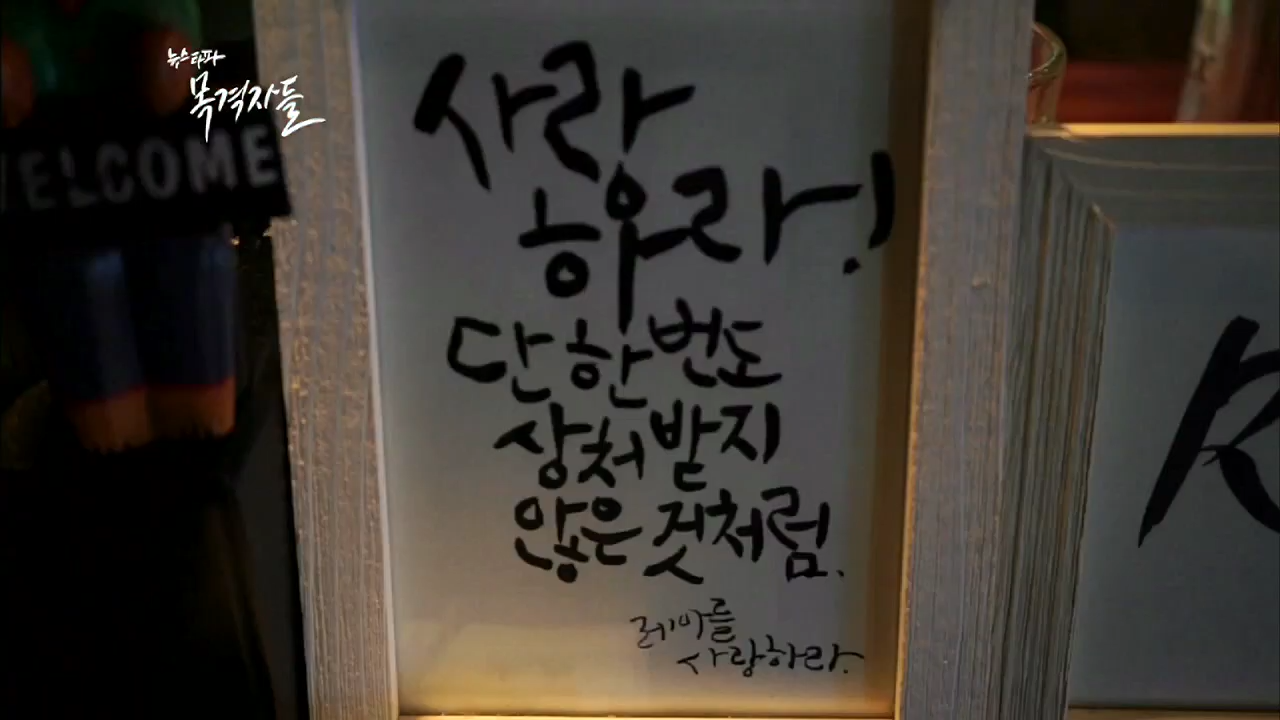 뉴스타파
목격자들
WELCOME
사랑
하라!
단 한번도
상처받지
않은 것처럼.
레아를
사랑하라.
R